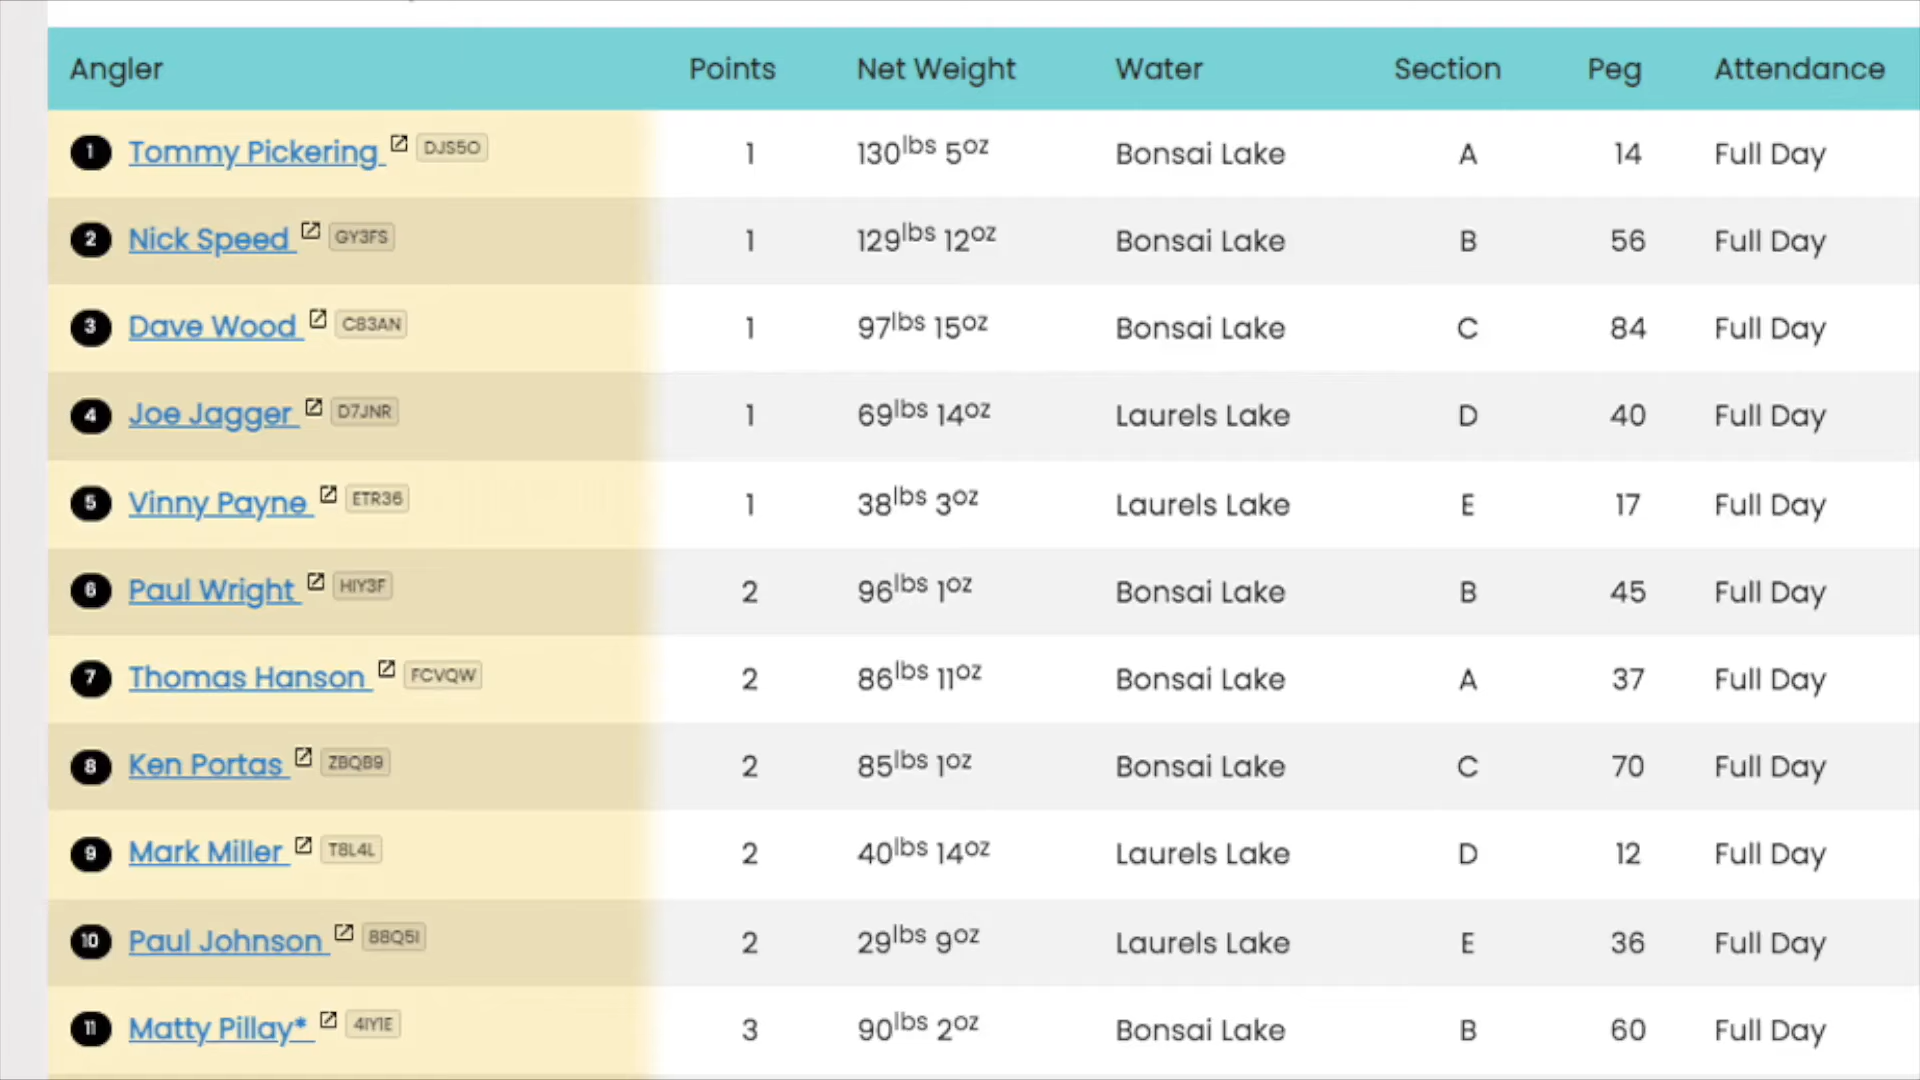 Angler Points Net Weight Water Section Peg Attendance
1 Tommy Pickering DJS5O 1 130lbs 5oz Bonsai Lake A 14 Full Day
2 Nick Speed GY3FS 1 129lbs 12oz Bonsai Lake B 56 Full Day
3 Dave Wood C83AN 1 97lbs 15oz Bonsai Lake C 84 Full Day
4 Joe Jagger D7JNR 1 69lbs 14oz Laurels Lake D 40 Full Day
5 Vinny Payne ETR36 1 38lbs 3oz Laurels Lake E 17 Full Day
6 Paul Wright HIY3F 2 96lbs 1oz Bonsai Lake B 45 Full Day
7 Thomas Hanson FCVQW 2 86lbs 11oz Bonsai Lake A 37 Full Day
8 Ken Portas ZBQB9 2 85lbs 1oz Bonsai Lake C 70 Full Day
9 Mark Miller T8L4L 2 40lbs 14oz Laurels Lake D 12 Full Day
10 Paul Johnson 88Q5I 2 29lbs 9oz Laurels Lake E 36 Full Day
11 Matty Pillay* 4IY1E 3 90lbs 2oz Bonsai Lake B 60 Full Day